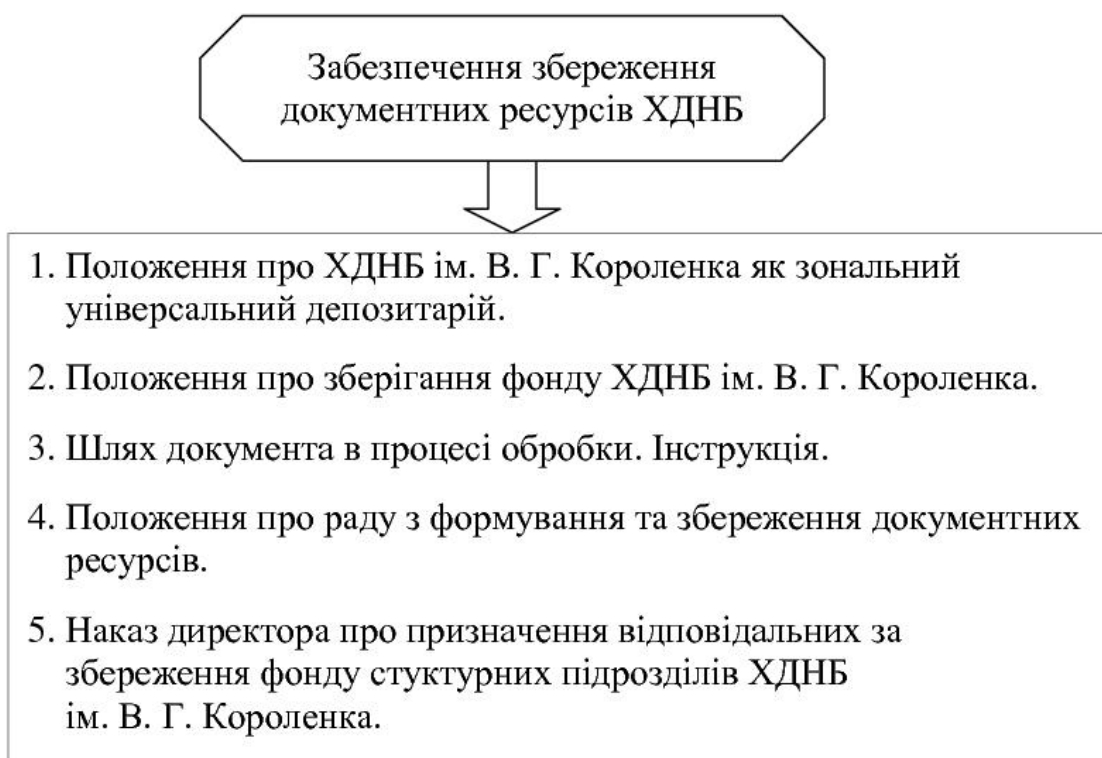 Забезпечення збереження
документних ресурсів ХДНБ
1. Положення про ХДНБ ім. В. Г. Короленка як зональний
універсальний депозитарій.
2. Положення про зберігання фонду ХДНБ ім. В. Г. Короленка.
3. Шлях документа в процесі обробки. Інструкція.
4. Положення про раду з формування та збереження документних
ресурсів.
5. Наказ директора про призначення відповідальних за
збереження фонду стуктурних підрозділів ХДНБ
ім. В. Г. Короленка.